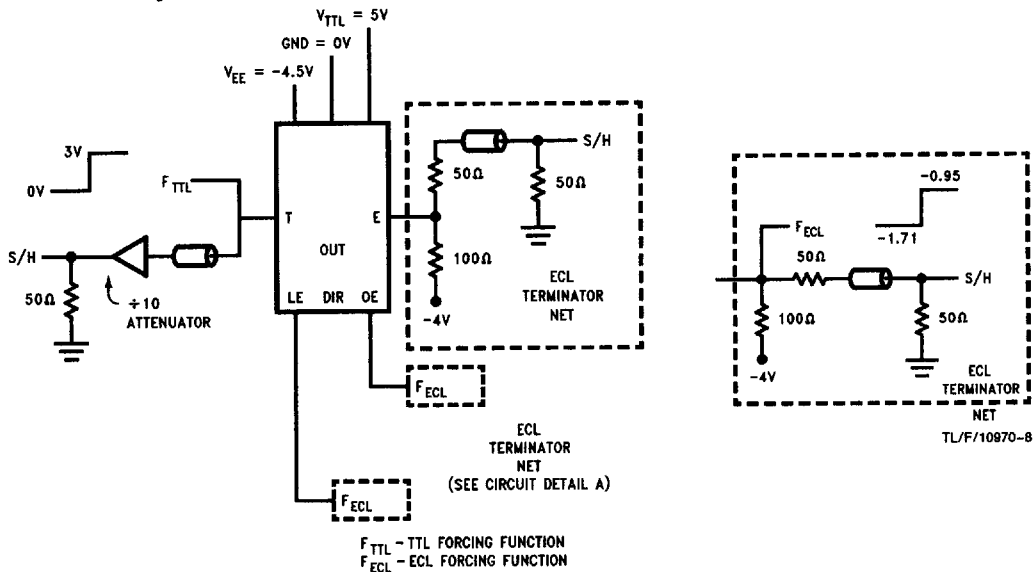 V_TTL = 5V
GND = 0V
V_EE = -4.5V
3V
0V
F_TTL
S/H
50Ω
÷10
ATTENUATOR
T
E
OUT
LE DIR OE
50Ω
S/H
50Ω
100Ω
-4V
ECL
TERMINATOR
NET
F_ECL
ECL
TERMINATOR
NET
(SEE CIRCUIT DETAIL A)
F_ECL
F_TTL - TTL FORCING FUNCTION
F_ECL - ECL FORCING FUNCTION
-0.95
-1.71
F_ECL
50Ω
S/H
100Ω
50Ω
-4V
ECL
TERMINATOR
NET
TL/F/10970-8